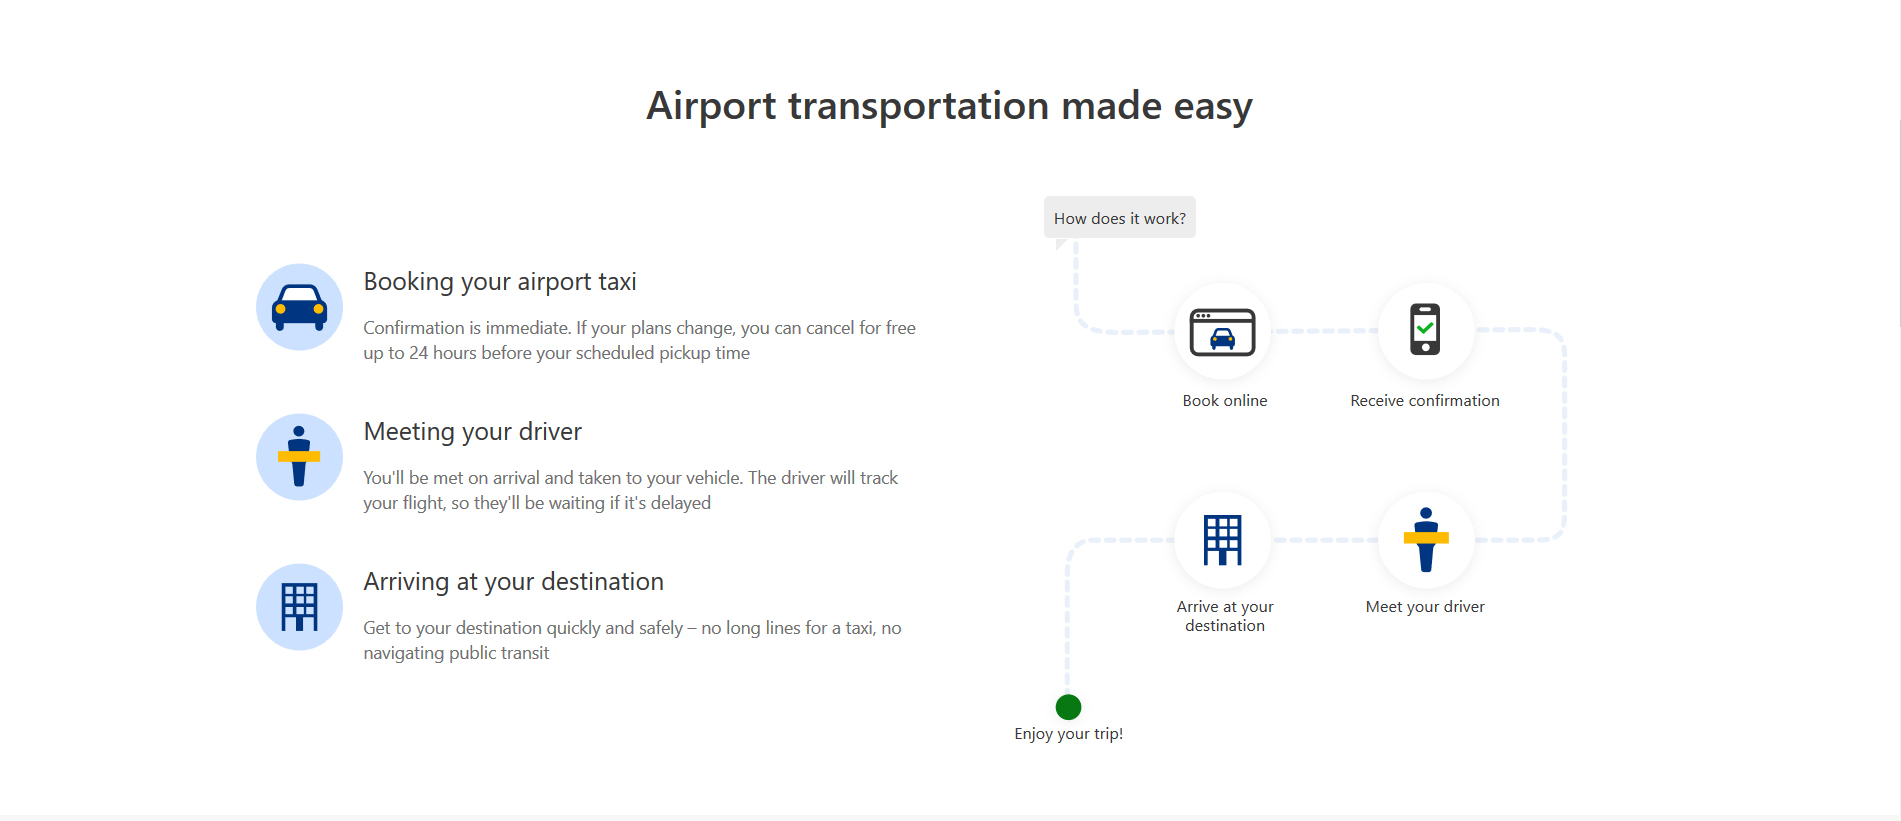 Airport transportation made easy
Booking your airport taxi
Confirmation is immediate. If your plans change, you can cancel for free
up to 24 hours before your scheduled pickup time
Meeting your driver
You'll be met on arrival and taken to your vehicle. The driver will track
your flight, so they'll be waiting if it's delayed
Arriving at your destination
Get to your destination quickly and safely – no long lines for a taxi, no
navigating public transit
How does it work?
Book online
Receive confirmation
Meet your driver
Arrive at your
destination
Enjoy your trip!